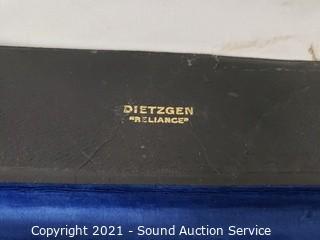 DIETZGEN
"RELIANCE"
Copyright 2021 - Sound Auction Service